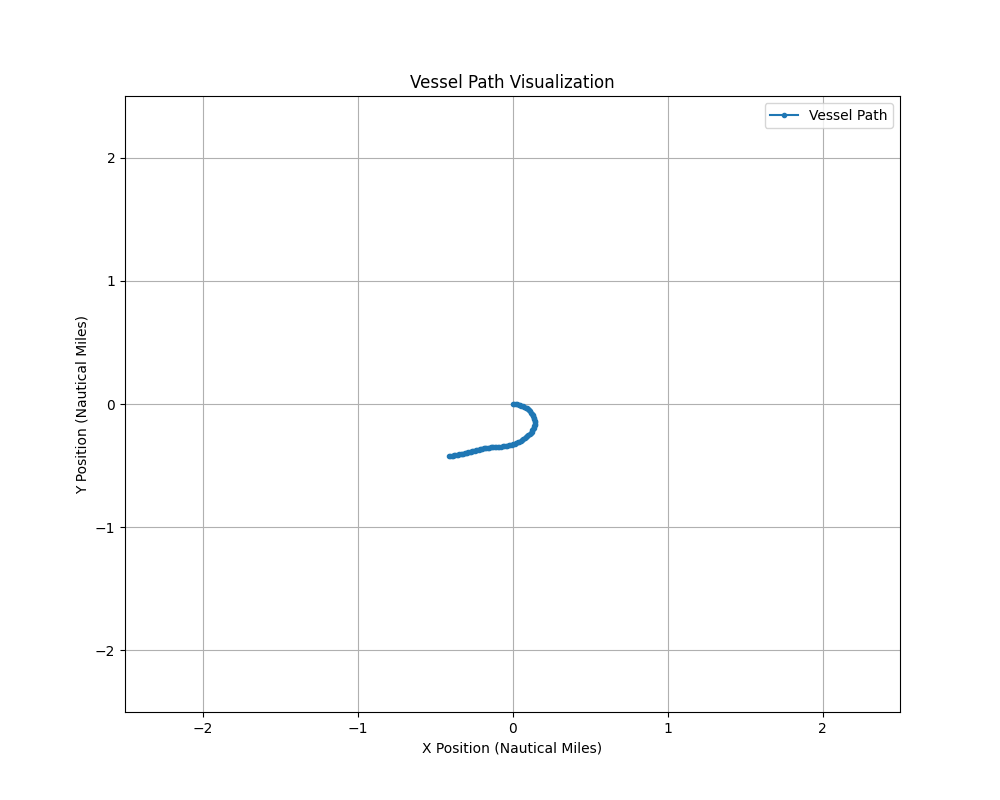 Vessel Path Visualization
Vessel Path
Y Position (Nautical Miles)
2
1
0
−1
−2
−2
−1
0
1
2
X Position (Nautical Miles)